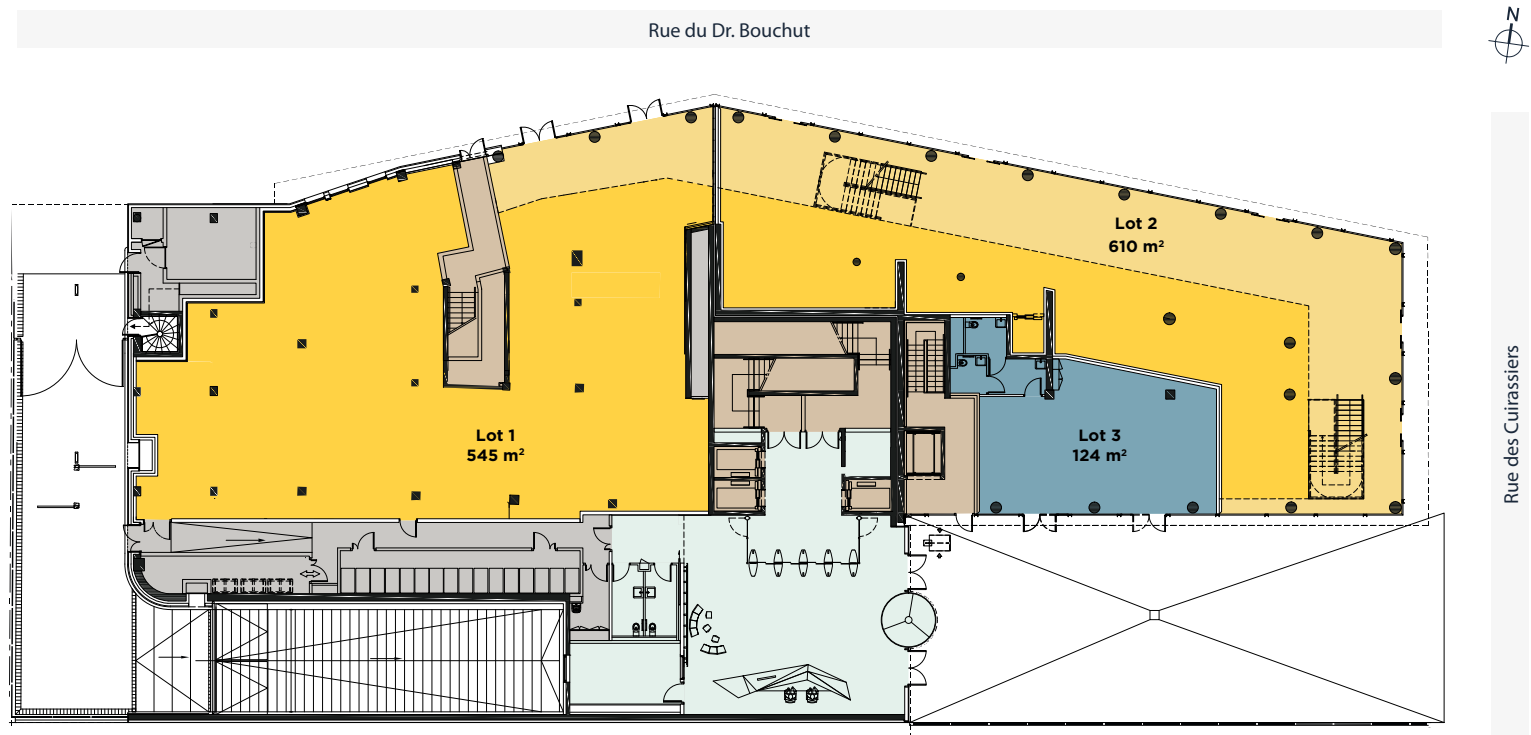 Rue du Dr. Bouchut
N
Lot 2
610 m²
Lot 1
545 m²
Lot 3
124 m²
Rue des Cuirassiers